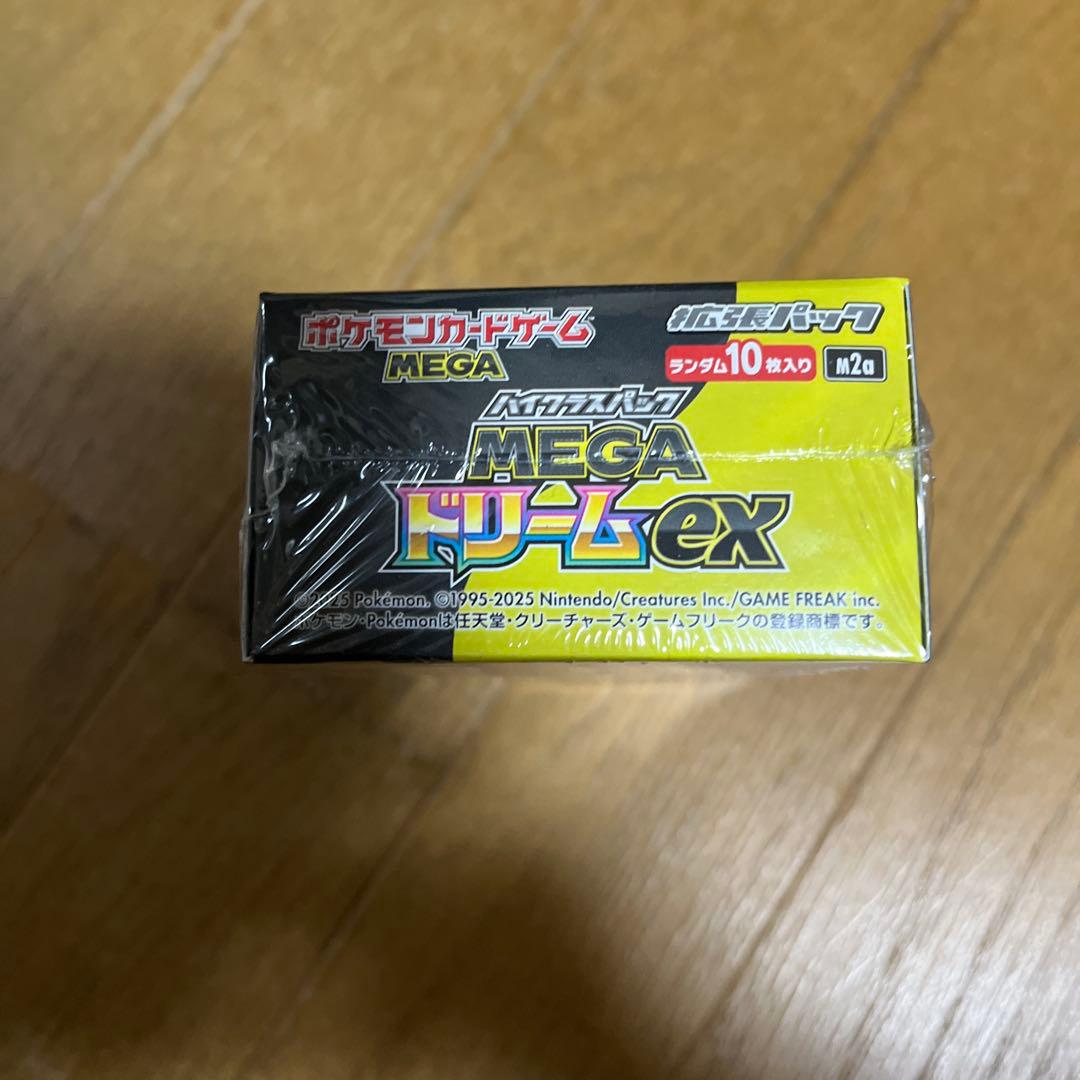 ポケモンカードゲーム
MEGA
拡張パック
ランダム10枚入り M2a
ハイクラスパック
MEGA
ドリームex
©2025 Pokémon. ©1995-2025 Nintendo/Creatures Inc./GAME FREAK inc.
ポケモン・Pokémonは任天堂・クリーチャーズ・ゲームフリークの登録商標です。